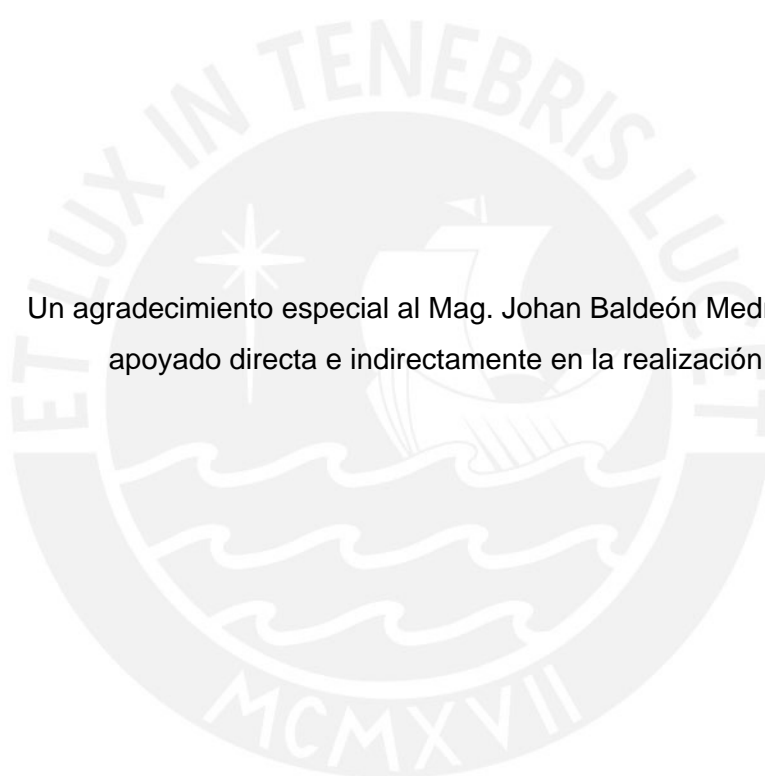 ET LUX IN TENEBRIS LUCET
Un agradecimiento especial al Mag. Johan Baldeón
apoyado directa e indirectamente en la realización
MCMXVII